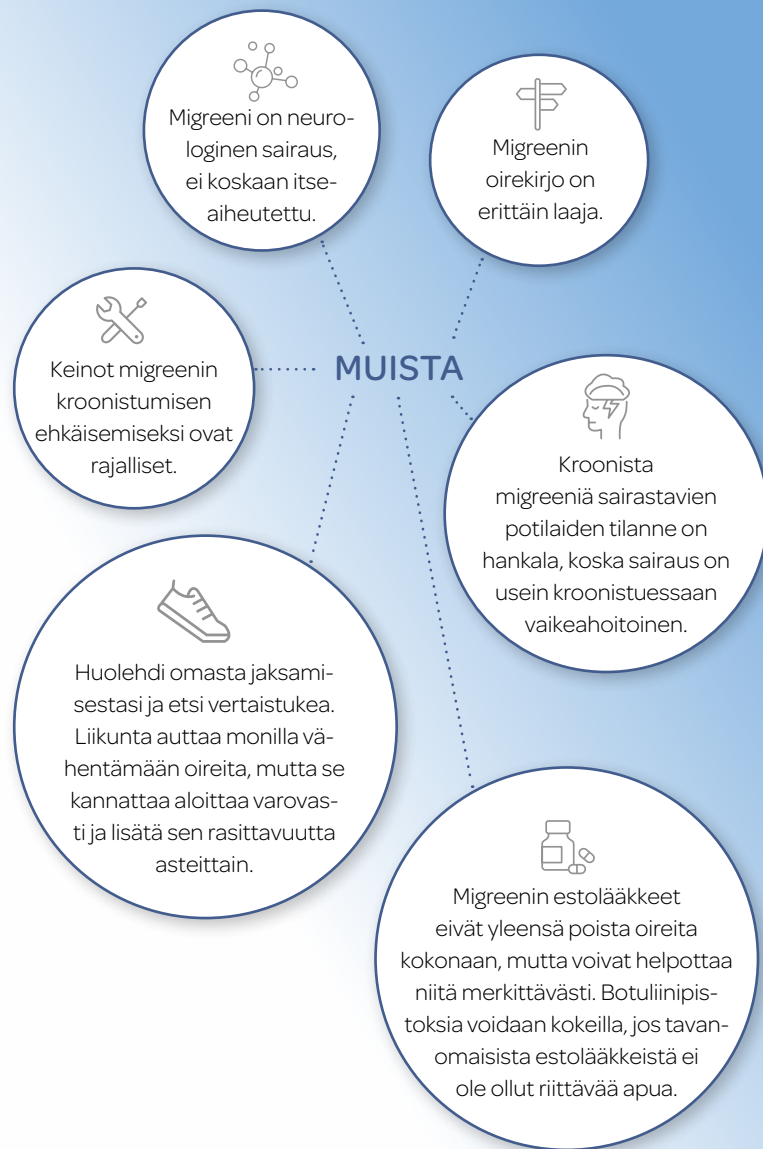 Migreeni on neuro-
loginen sairaus,
ei koskaan itse-
aiheutettu.
Migreenin
oirekirjo on
erittäin laaja.
Keinot migreenin
kroonistumisen
ehkäisemiseksi ovat
rajalliset.
MUISTA
Kroonista
migreeniä sairastavien
potilaiden tilanne on
hankala, koska sairaus on
usein kroonistuessaan
vaikeahoitoinen.
Huolehdi omasta jaksami-
sestasi ja etsi vertaistukea.
Liikunta auttaa monilla vä-
hentämään oireita, mutta se
kannattaa aloittaa varovas-
ti ja lisätä sen rasittavuutta
asteittain.
Migreenin estolääkkeet
eivät yleensä poista oireita
kokonaan, mutta voivat helpottaa
niitä merkittävästi. Botuliinipis-
toksia voidaan kokeilla, jos tavan-
omaisista estolääkkeistä ei
ole ollut riittävää apua.